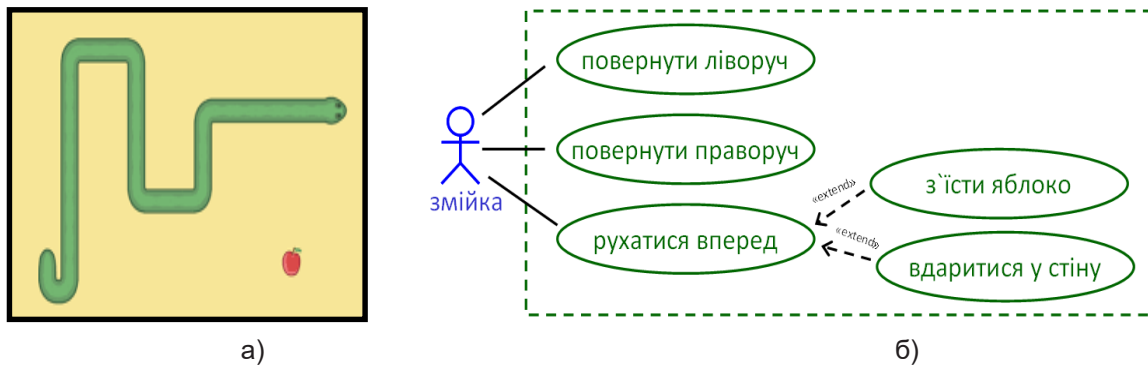 повернути ліворуч
повернути праворуч
змійка
рухатися вперед
«extend»
з`їсти яблоко
«extend»
вдаритися у стіну
а)
б)